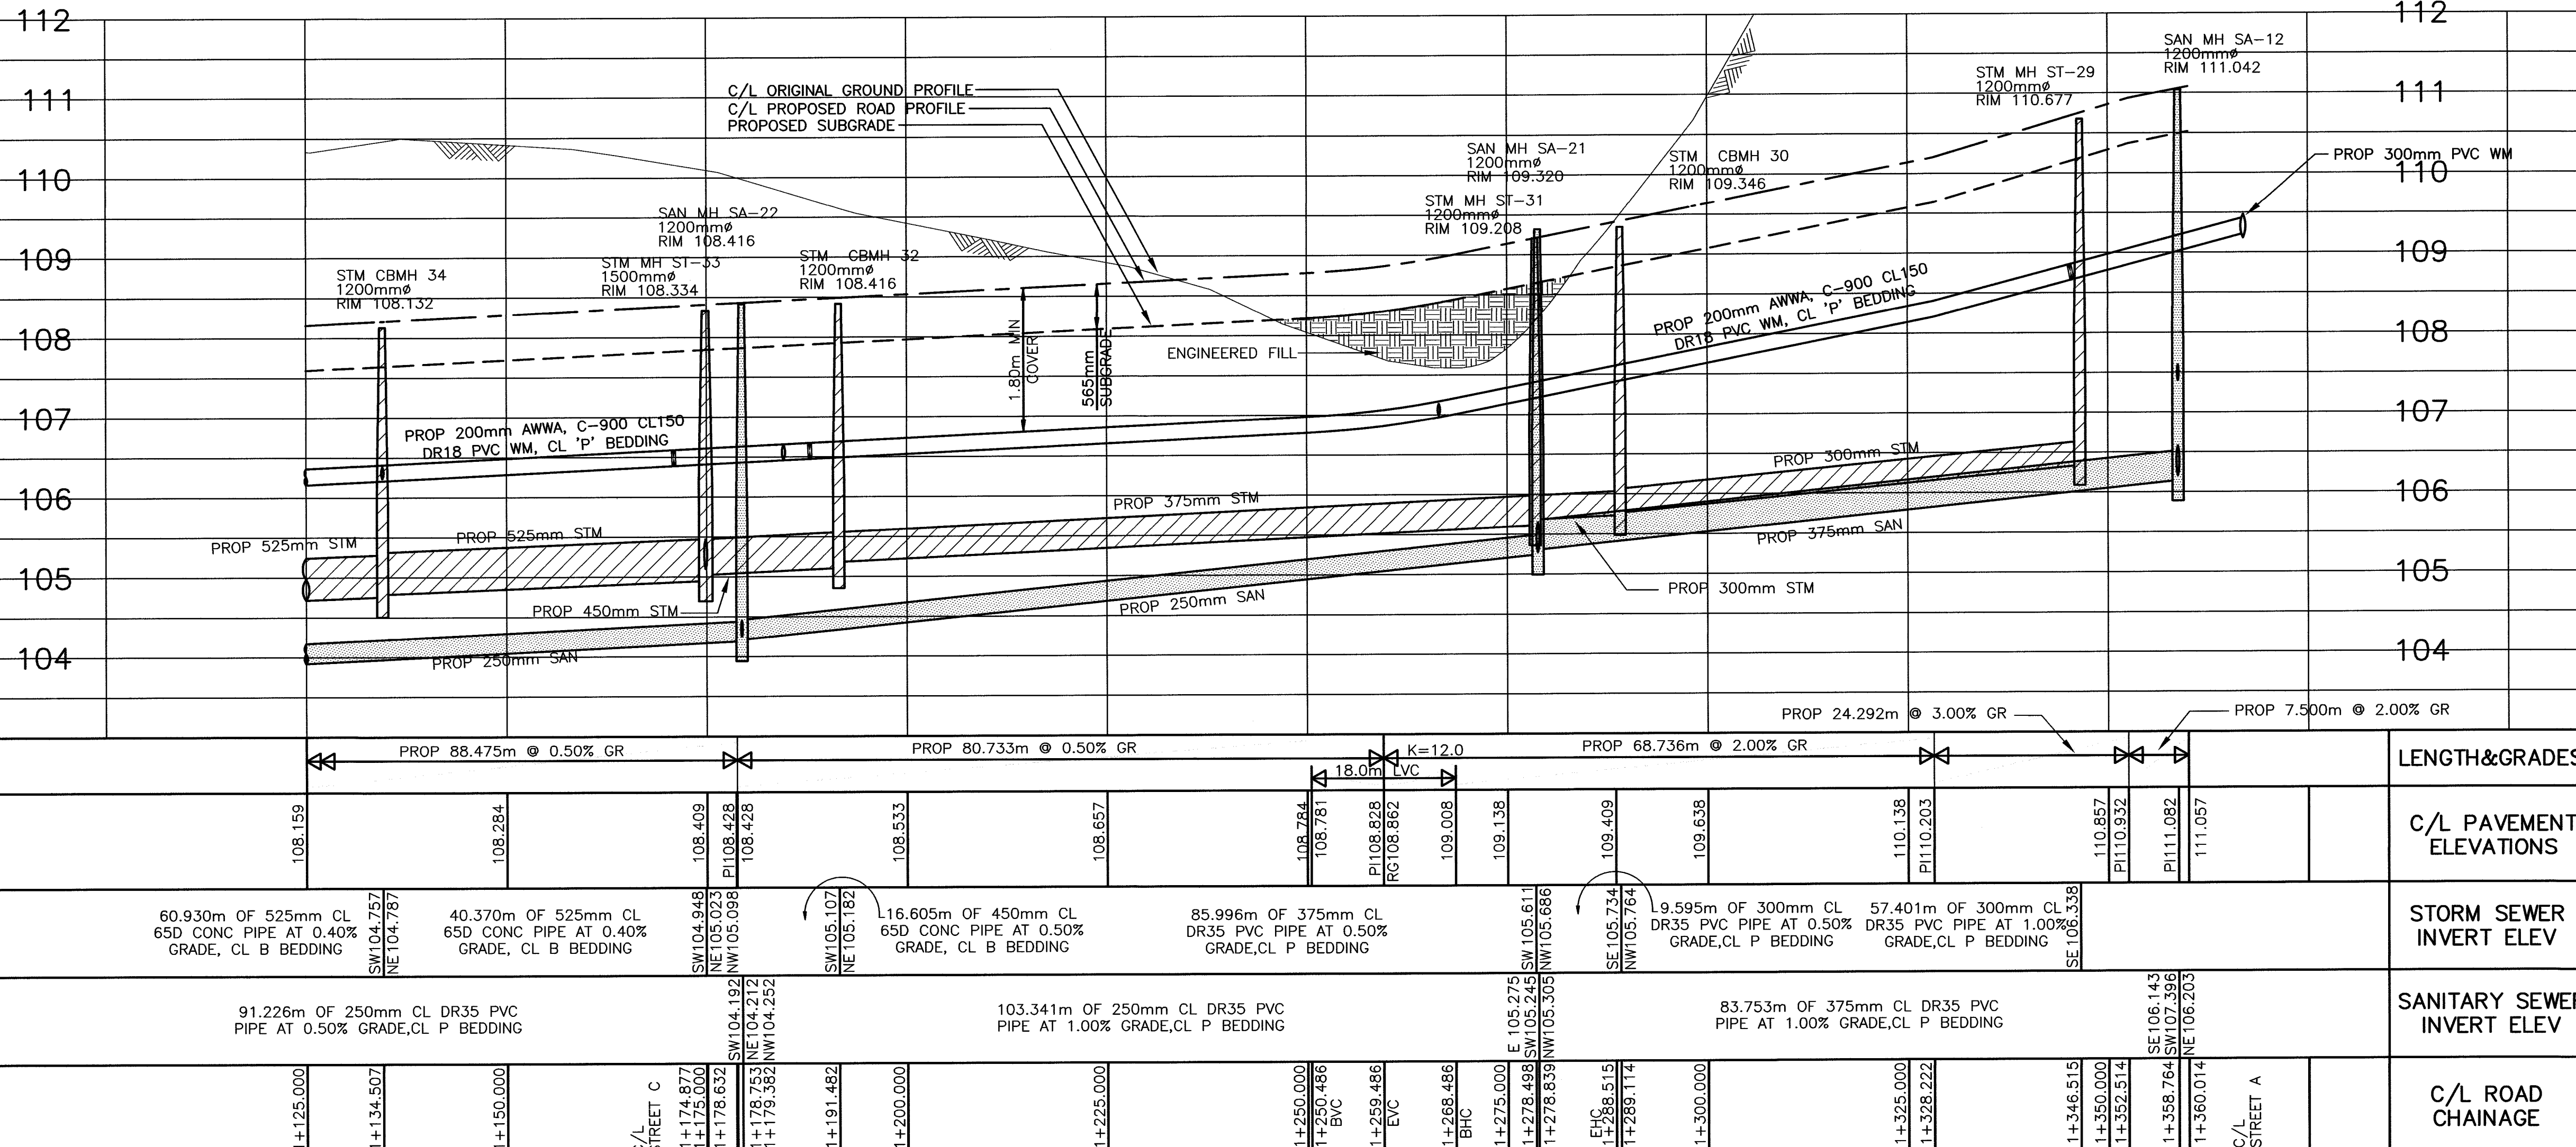 112
112
SAN MH SA-12
1200mmø
RIM 111.042
STM MH ST-29
1200mmø
RIM 110.677
111
111
C/L ORIGINAL GROUND PROFILE
C/L PROPOSED ROAD PROFILE
PROPOSED SUBGRADE
SAN MH SA-21
1200mmø
RIM 109.320
STM CBMH 30
1200mmø
RIM 109.346
PROP 300mm PVC WM
110
110
STM MH ST-31
1200mmø
RIM 109.208
SAN MH SA-22
1200mmø
RIM 108.416
109
109
STM CBMH 34
1200mmø
RIM 108.132
STM MH ST-33
1500mmø
RIM 108.334
STM CBMH 32
1200mmø
RIM 108.416
PROP 200mm AWWA, C-900 CL150
DR18 PVC WM, CL 'P' BEDDING
108
108
1.80m MIN
COVER
565mm
SUBGRADE
ENGINEERED FILL
107
107
PROP 200mm AWWA, C-900 CL150
DR18 PVC WM, CL 'P' BEDDING
PROP 300mm STM
106
106
PROP 375mm STM
PROP 525mm STM
PROP 525mm STM
PROP 375mm SAN
105
105
PROP 450mm STM
PROP 250mm SAN
PROP 300mm STM
104
104
PROP 250mm SAN
PROP 24.292m @ 3.00% GR
PROP 7.500m @ 2.00% GR
PROP 88.475m @ 0.50% GR
PROP 80.733m @ 0.50% GR
K=12.0
PROP 68.736m @ 2.00% GR
18.0m LVC
LENGTH&GRADES
108.159
108.284
108.409
PI108.428
108.428
108.533
108.657
108.784
108.781
PI108.828
RG108.862
109.008
109.138
109.409
109.638
110.138
PI110.203
110.857
PI110.932
PI111.082
111.057
C/L PAVEMENT
ELEVATIONS
60.930m OF 525mm CL
65D CONC PIPE AT 0.40%
GRADE, CL B BEDDING
SW104.757
NE104.787
40.370m OF 525mm CL
65D CONC PIPE AT 0.40%
GRADE, CL B BEDDING
SW104.948
NE105.023
NW105.098
SW105.107
NE105.182
16.605m OF 450mm CL
65D CONC PIPE AT 0.50%
GRADE, CL B BEDDING
85.996m OF 375mm CL
DR35 PVC PIPE AT 0.50%
GRADE,CL P BEDDING
SW105.611
NW105.686
SE105.734
NW105.764
9.595m OF 300mm CL
DR35 PVC PIPE AT 0.50%
GRADE,CL P BEDDING
57.401m OF 300mm CL
DR35 PVC PIPE AT 1.00%
GRADE,CL P BEDDING
SE106.338
STORM SEWER
INVERT ELEV
91.226m OF 250mm CL DR35 PVC
PIPE AT 0.50% GRADE,CL P BEDDING
SW104.192
NE104.212
NW104.252
103.341m OF 250mm CL DR35 PVC
PIPE AT 1.00% GRADE,CL P BEDDING
E 105.275
SW105.245
NW105.305
83.753m OF 375mm CL DR35 PVC
PIPE AT 1.00% GRADE,CL P BEDDING
SE106.143
SW107.396
NE106.203
SANITARY SEWER
INVERT ELEV
1+125.000
1+134.507
1+150.000
C/L
STREET C
1+174.877
1+175.000
1+178.632
1+178.753
1+179.382
1+191.482
1+200.000
1+225.000
1+250.000
1+250.486
BVC
1+259.486
EVC
1+268.486
BHC
1+275.000
1+278.498
1+278.839
EHC
1+288.515
1+289.114
1+300.000
1+325.000
1+328.222
1+346.515
1+350.000
1+352.514
1+358.764
1+360.014
C/L
STREET A
C/L ROAD
CHAINAGE